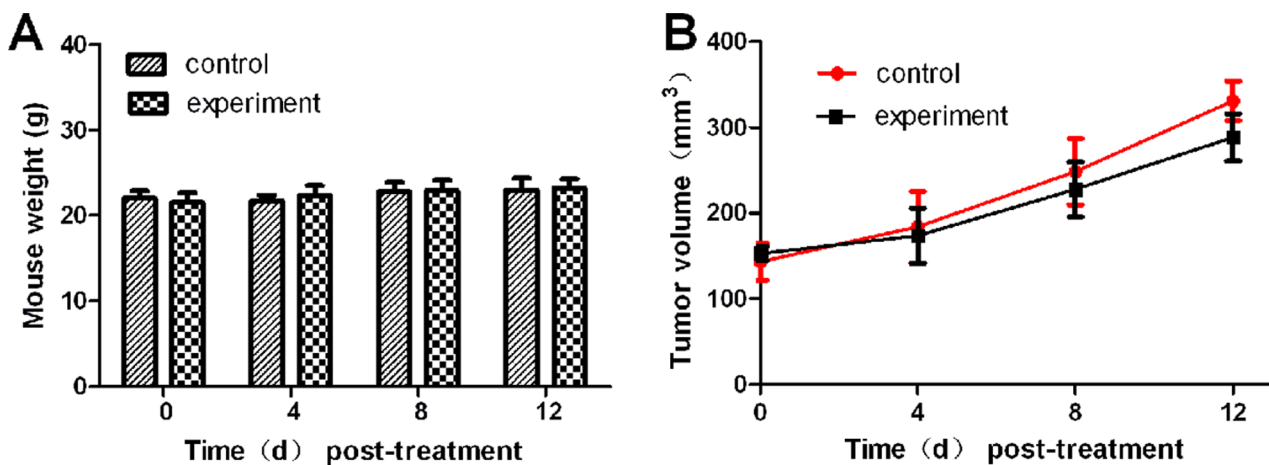 A
Mouse weight (g)
40
30
20
10
0
control
experiment
0 4 8 12
Time（d） post-treatment
B
Tumor volume（mm³）
400
300
200
100
0
control
experiment
0 4 8 12
Time（d） post-treatment